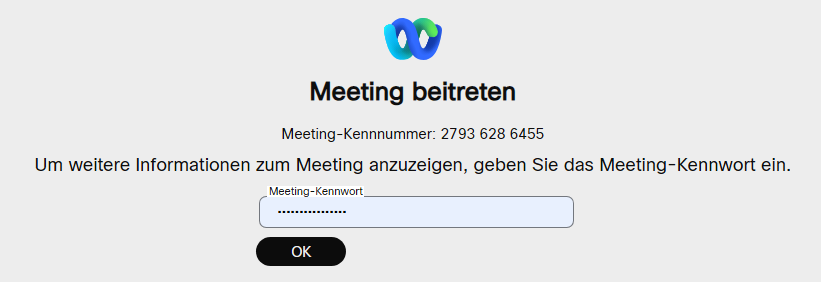 Meeting beitreten
Meeting-Kennnummer: 2793 628 6455
Um weitere Informationen zum Meeting anzuzeigen, geben Sie das Meeting-Kennwort ein.
Meeting-Kennwort
················
OK